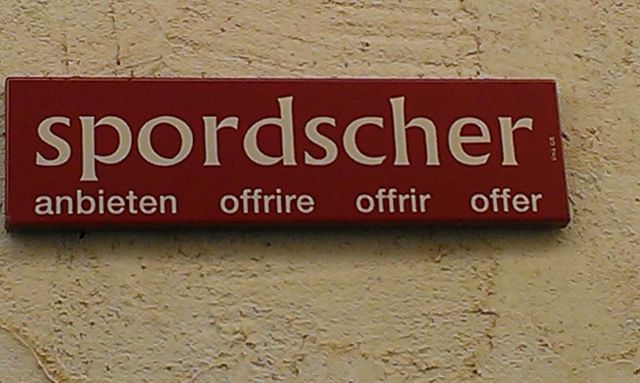 spordscher
anbieten offrire offrir offer